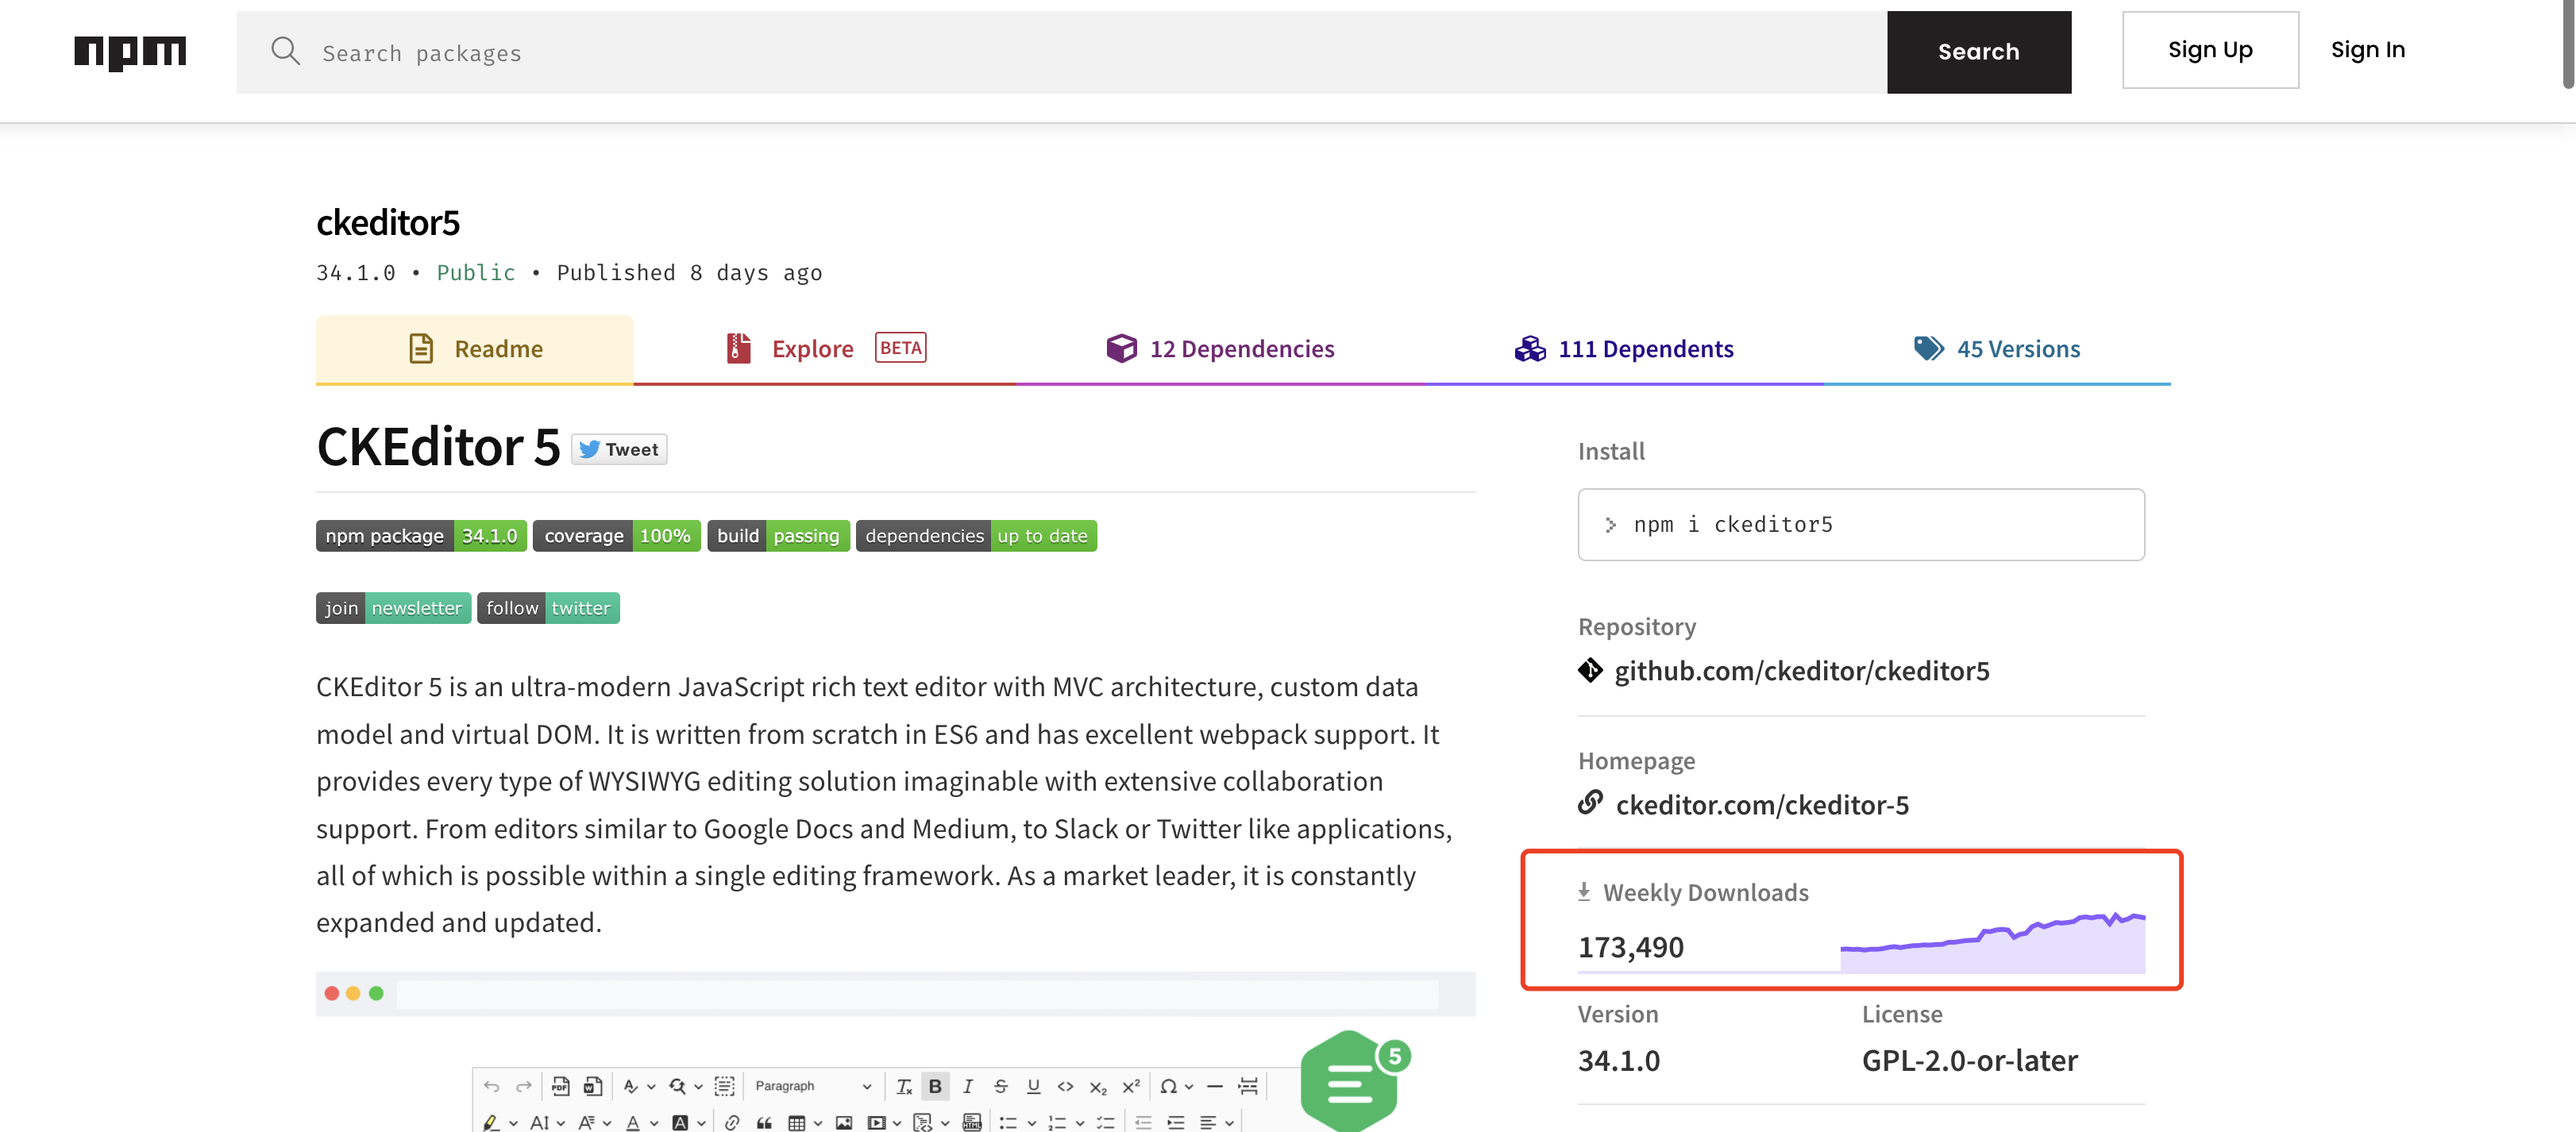 npm
Search packages
Search
Sign Up
Sign In
ckeditor5
34.1.0 • Public • Published 8 days ago
Readme
Explore BETA
12 Dependencies
111 Dependents
45 Versions
CKEditor 5 Tweet
npm package 34.1.0 coverage 100% build passing dependencies up to date
join newsletter follow twitter
CKEditor 5 is an ultra-modern JavaScript rich text editor with MVC architecture, custom data
model and virtual DOM. It is written from scratch in ES6 and has excellent webpack support. It
provides every type of WYSIWYG editing solution imaginable with extensive collaboration
support. From editors similar to Google Docs and Medium, to Slack or Twitter like applications,
all of which is possible within a single editing framework. As a market leader, it is constantly
expanded and updated.
5
Paragraph
Install
> npm i ckeditor5
Repository
github.com/ckeditor/ckeditor5
Homepage
ckeditor.com/ckeditor-5
Weekly Downloads
173,490
Version
34.1.0
License
GPL-2.0-or-later